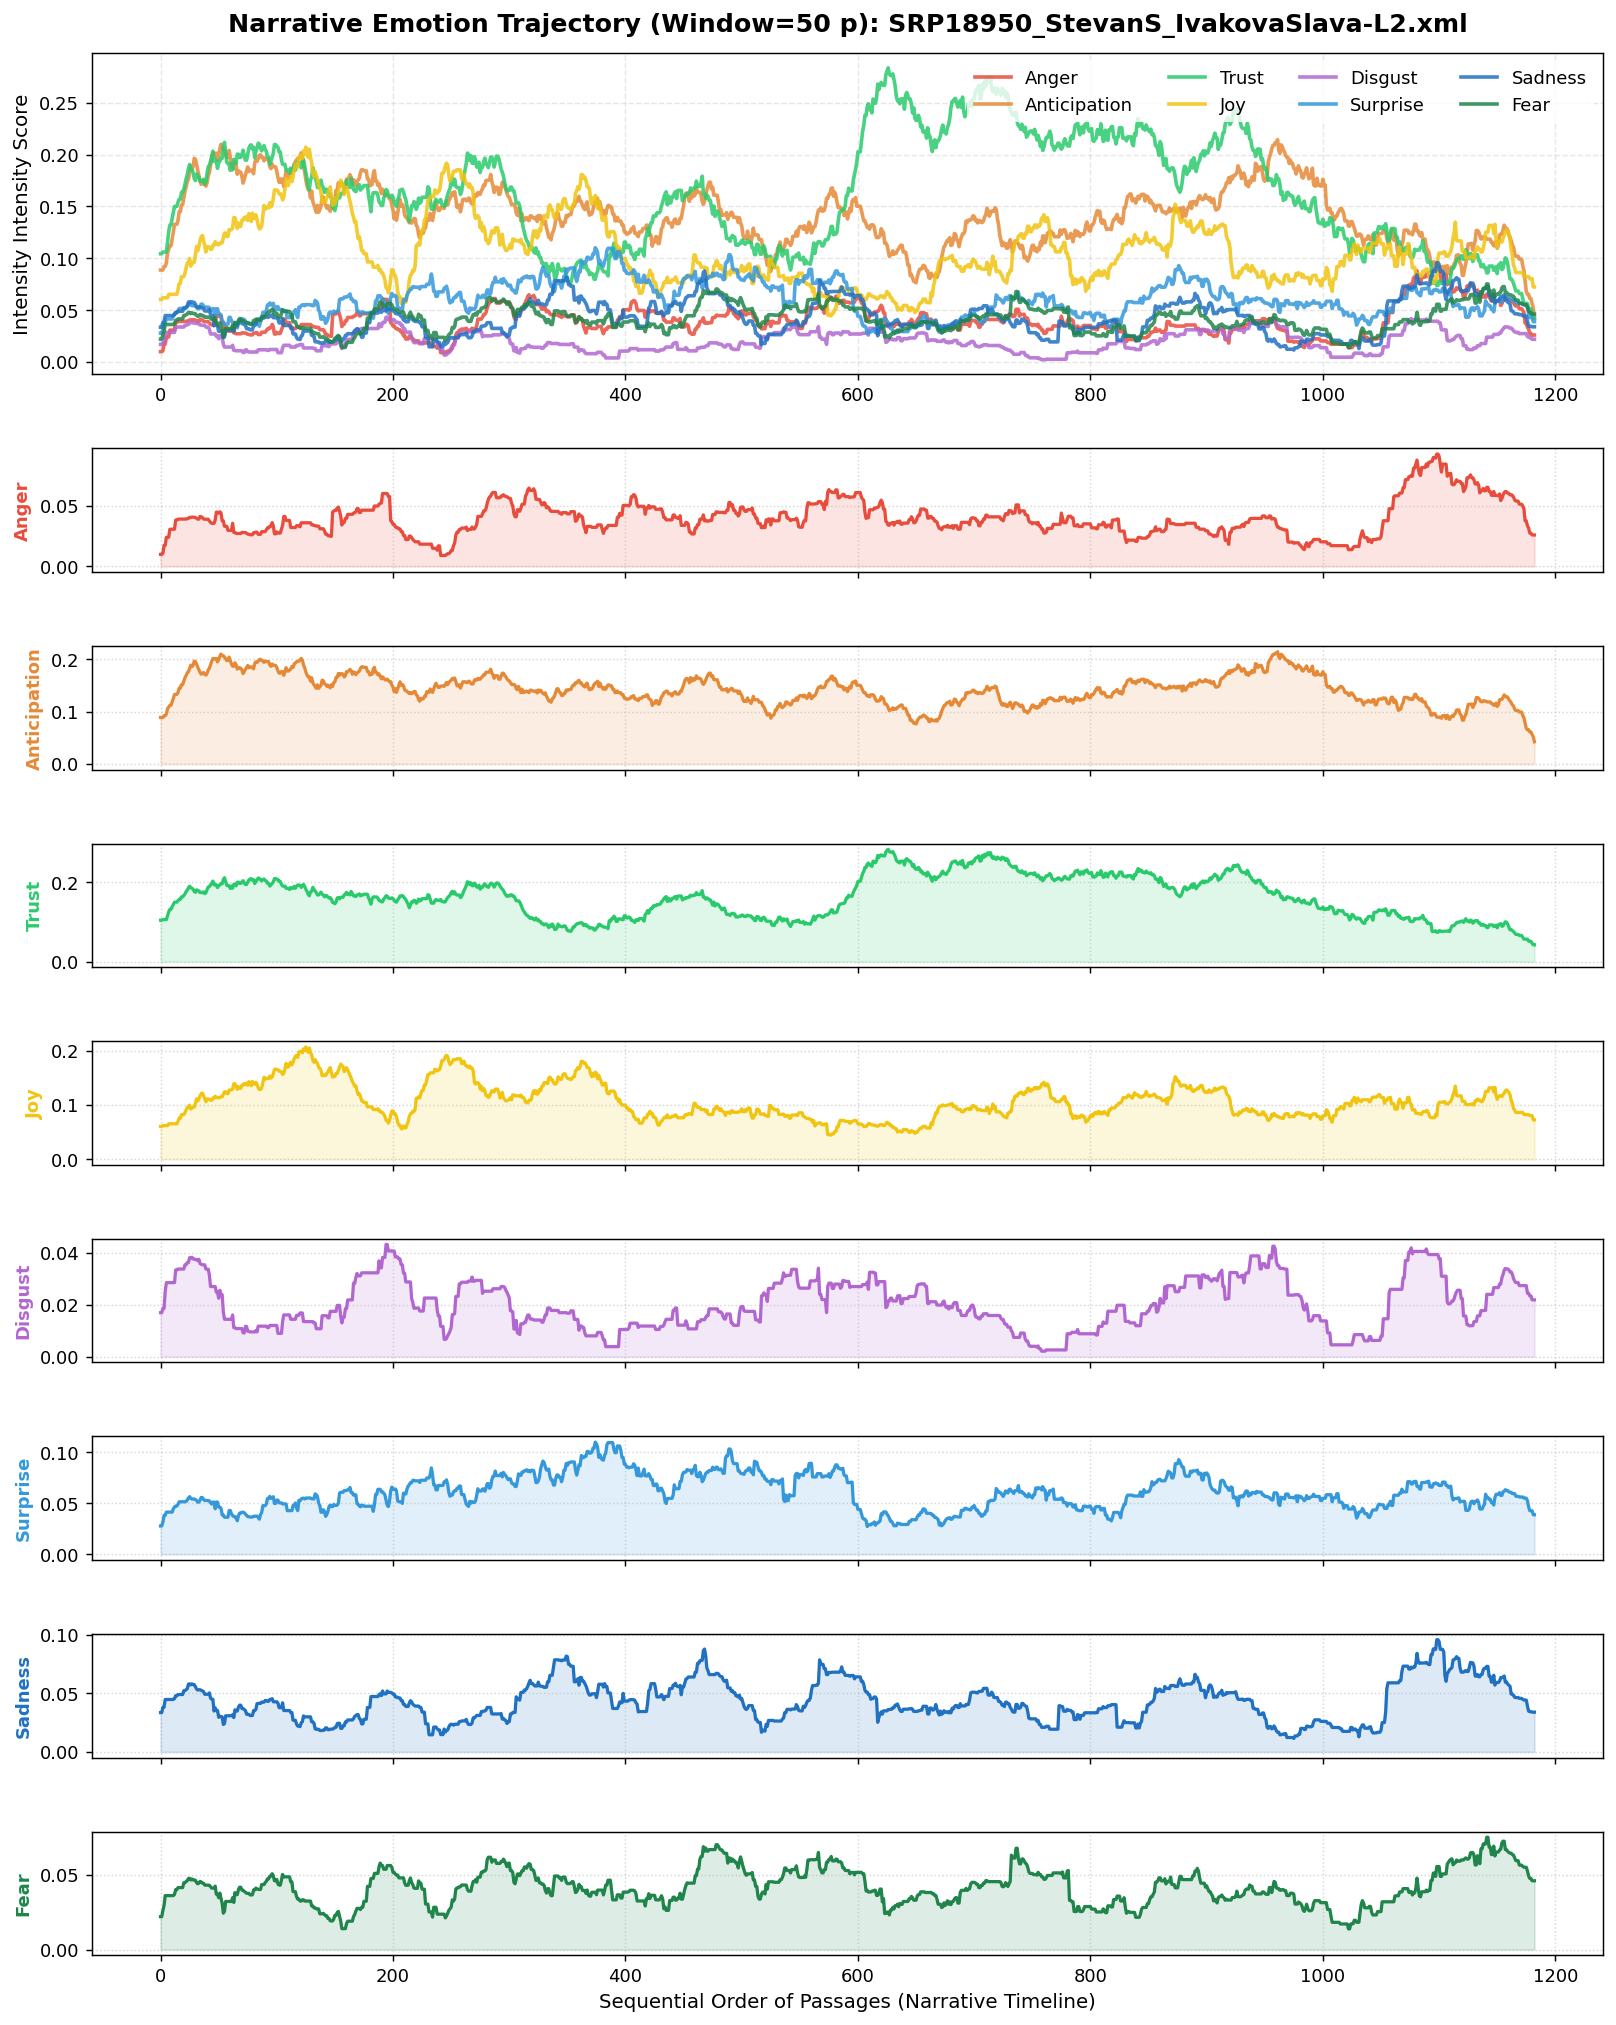 Narrative Emotion Trajectory (Window=50 p): SRP18950_StevanS_IvakovaSlava-L2.xml
Intensity Intensity Score
0.25
0.20
0.15
0.10
0.05
0.00
Anger
Anticipation
Trust
Joy
Disgust
Surprise
Sadness
Fear
0 200 400 600 800 1000 1200
Anger
0.05
0.00
Anticipation
0.2
0.1
0.0
Trust
0.2
0.0
Joy
0.2
0.1
0.0
Disgust
0.04
0.02
0.00
Surprise
0.10
0.05
0.00
Sadness
0.10
0.05
0.00
Fear
0.05
0.00
0 200 400 600 800 1000 1200
Sequential Order of Passages (Narrative Timeline)